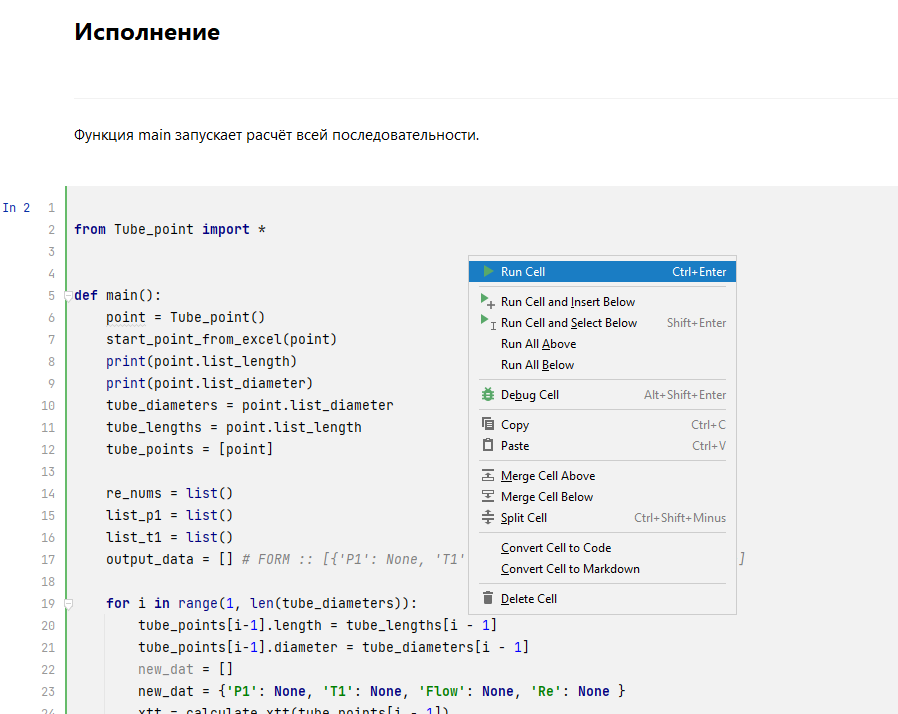 Исполнение
Функция main запускает расчёт всей последовательности.
In 2
1
2 from Tube_point import *
3
4
5 def main():
6 point = Tube_point()
7 start_point_from_excel(point)
8 print(point.list_length)
9 print(point.list_diameter)
10 tube_diameters = point.list_diameter
11 tube_lengths = point.list_length
12 tube_points = [point]
13
14 re_nums = list()
15 list_p1 = list()
16 list_t1 = list()
17 output_data = [] # FORM :: [{'P1': None, 'T1' ]
18
19 for i in range(1, len(tube_diameters)):
20 tube_points[i-1].length = tube_lengths[i - 1]
21 tube_points[i-1].diameter = tube_diameters[i - 1]
22 new_dat = []
23 new_dat = {'P1': None, 'T1': None, 'Flow': None, 'Re': None }
24 xtt = calculate_xtt(tube_points[i - 1])
Run Cell Ctrl+Enter
Run Cell and Insert Below
Run Cell and Select Below Shift+Enter
Run All Above
Run All Below
Debug Cell Alt+Shift+Enter
Copy Ctrl+C
Paste Ctrl+V
Merge Cell Above
Merge Cell Below
Split Cell Ctrl+Shift+Minus
Convert Cell to Code
Convert Cell to Markdown
Delete Cell